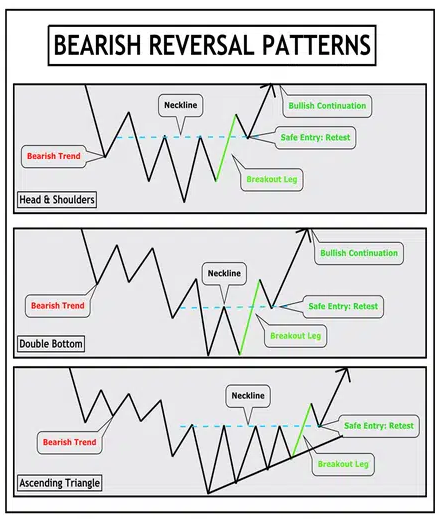 BEARISH REVERSAL PATTERNS
Neckline
Bullish Continuation
Safe Entry: Retest
Bearish Trend
Breakout Leg
Head & Shoulders
Neckline
Bullish Continuation
Bearish Trend
Safe Entry: Retest
Breakout Leg
Double Bottom
Neckline
Safe Entry: Retest
Bearish Trend
Breakout Leg
Ascending Triangle